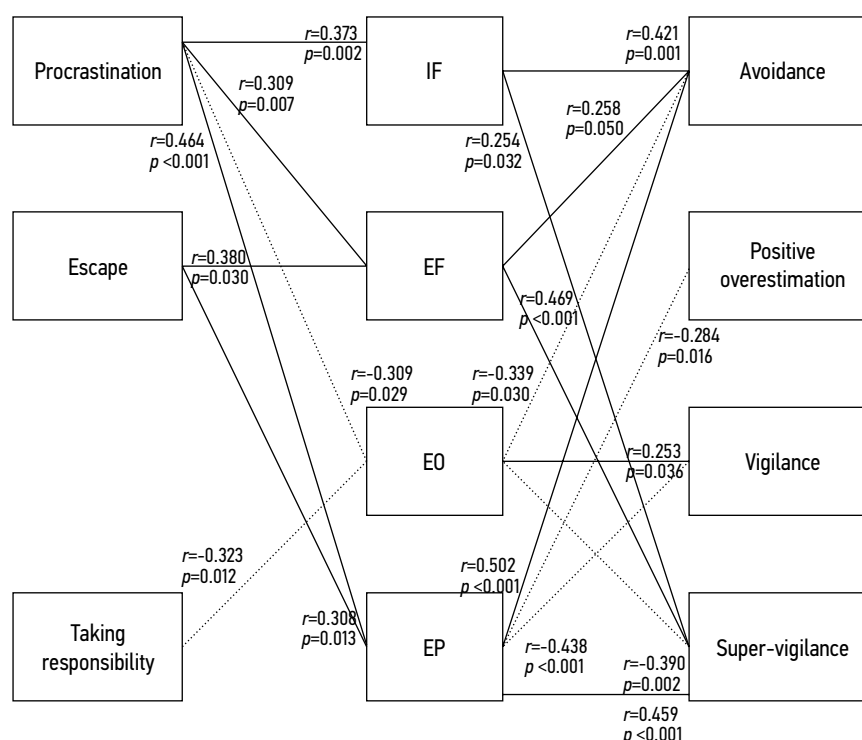 r=0.373
p=0.002
r=0.421
p=0.001
Procrastination
IF
Avoidance
r=0.309
p=0.007
r=0.258
p=0.050
r=0.464
p <0.001
r=0.254
p=0.032
Escape
r=0.380
p=0.030
EF
Positive
overestimation
r=0.469
p <0.001
r=-0.284
p=0.016
r=-0.309
p=0.029
r=-0.339
p=0.030
EO
r=0.253
p=0.036
Vigilance
r=-0.323
p=0.012
r=0.502
p <0.001
Taking
responsibility
r=0.308
p=0.013
EP
r=-0.438
p <0.001
r=-0.390
p=0.002
Super-vigilance
r=0.459
p <0.001